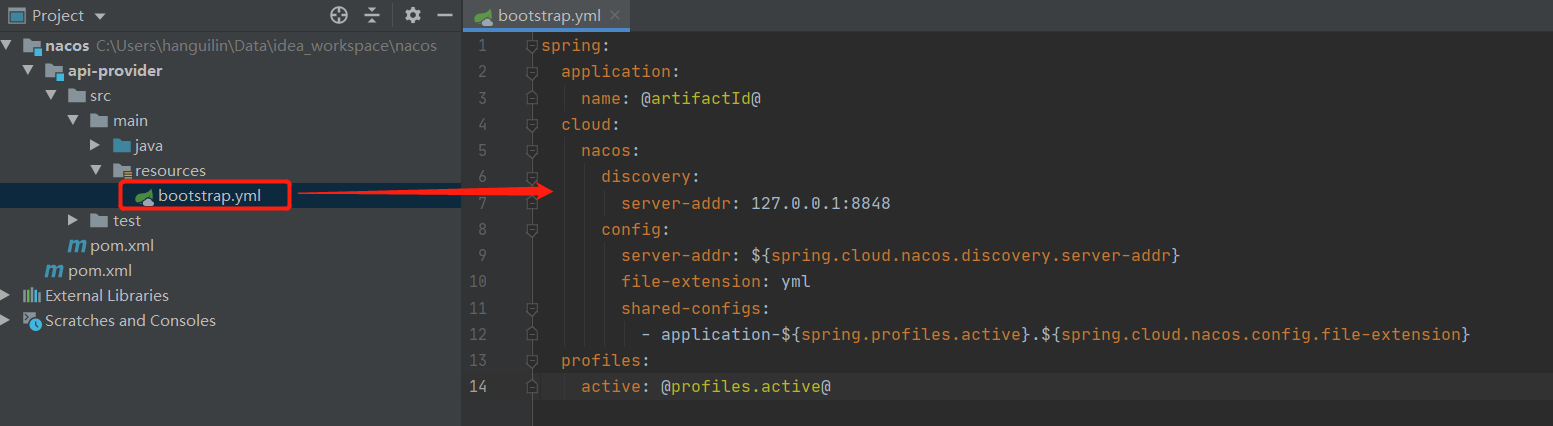 Project
nacos C:\Users\hanguilin\Data\idea_workspace\nacos
api-provider
src
main
java
resources
bootstrap.yml
test
pom.xml
pom.xml
External Libraries
Scratches and Consoles
bootstrap.yml
1 spring:
2   application:
3     name: @artifactId@
4   cloud:
5     nacos:
6       discovery:
7         server-addr: 127.0.0.1:8848
8       config:
9         server-addr: ${spring.cloud.nacos.discovery.server-addr}
10         file-extension: yml
11         shared-configs:
12           - application-${spring.profiles.active}.${spring.cloud.nacos.config.file-extension}
13   profiles:
14     active: @profiles.active@